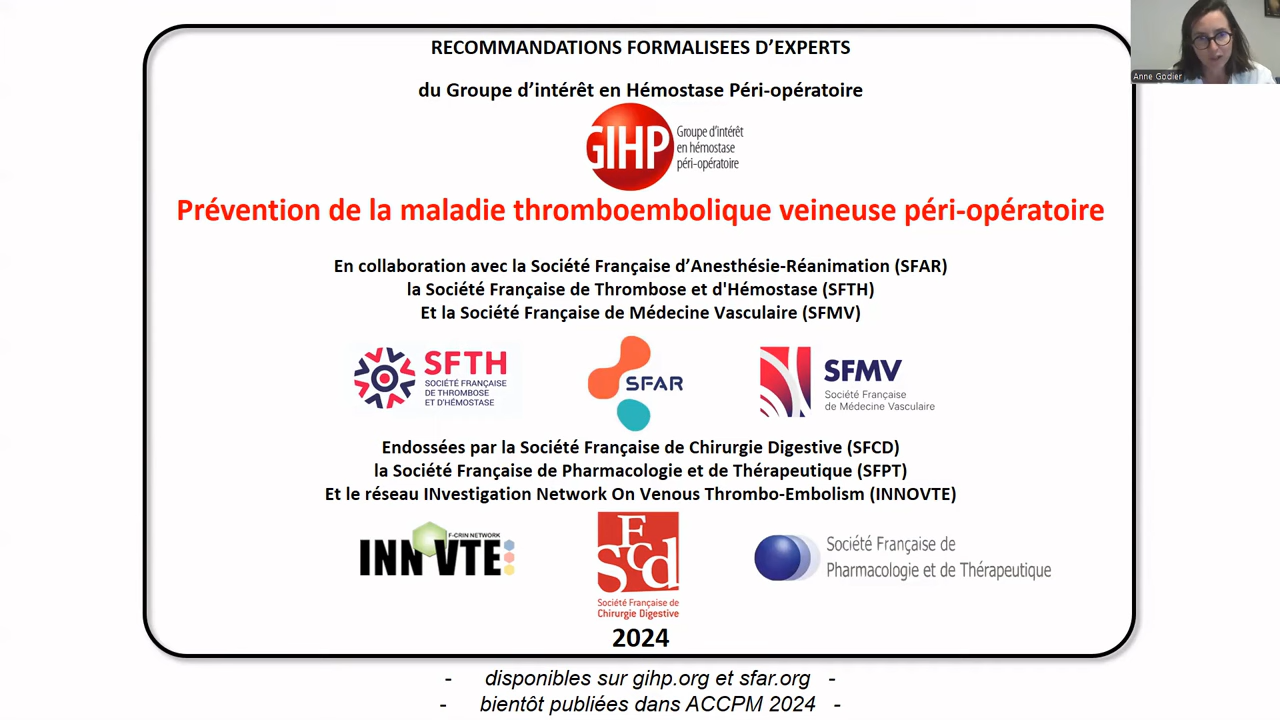 RECOMMANDATIONS FORMALISEES D'EXPERTS
du Groupe d'intérêt en Hémostase Péri-opératoire
GIHP
Groupe d'intérêt
en hémostase
péri-opératoire
Anne Godier
Prévention de la maladie thromboembolique veineuse péri-opératoire
En collaboration avec la Société Française d'Anesthésie-Réanimation (SFAR)
la Société Française de Thrombose et d'Hémostase (SFTH)
Et la Société Française de Médecine Vasculaire (SFMV)
SFTH
SOCIÉTÉ FRANÇAISE
DE THROMBOSE
ET D'HÉMOSTASE
SFAR
SFMV
Société Française
de Médecine Vasculaire
Endossées par la Société Française de Chirurgie Digestive (SFCD)
la Société Française de Pharmacologie et de Thérapeutique (SFPT)
Et le réseau INvestigation Network On Venous Thrombo-Embolism (INNOVTE)
F-CRIN NETWORK
INN VTE
SFCD
Société Française de
Chirurgie Digestive
Société Française de
Pharmacologie et de Thérapeutique
2024
- disponibles sur gihp.org et sfar.org -
- bientôt publiées dans ACCPM 2024 -